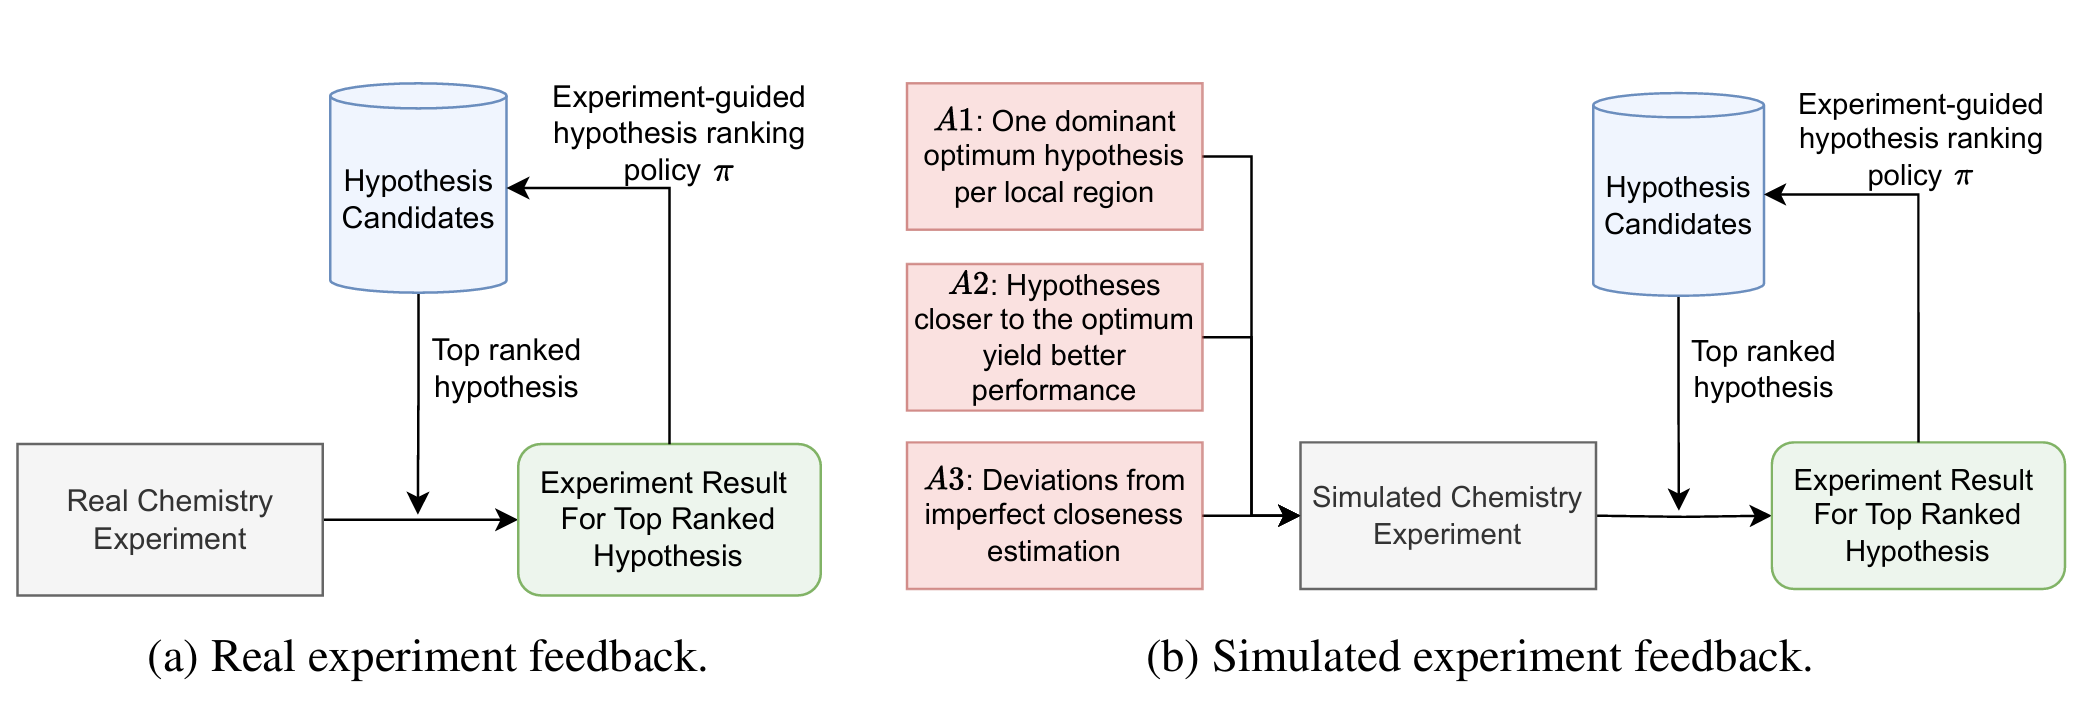 Experiment-guided
hypothesis ranking
policy π
Hypothesis
Candidates
Top ranked
hypothesis
Real Chemistry
Experiment
Experiment Result
For Top Ranked
Hypothesis
(a) Real experiment feedback.
A1: One dominant
optimum hypothesis
per local region
A2: Hypotheses
closer to the optimum
yield better
performance
A3: Deviations from
imperfect closeness
estimation
Simulated Chemistry
Experiment
Experiment-guided
hypothesis ranking
policy π
Hypothesis
Candidates
Top ranked
hypothesis
Experiment Result
For Top Ranked
Hypothesis
(b) Simulated experiment feedback.